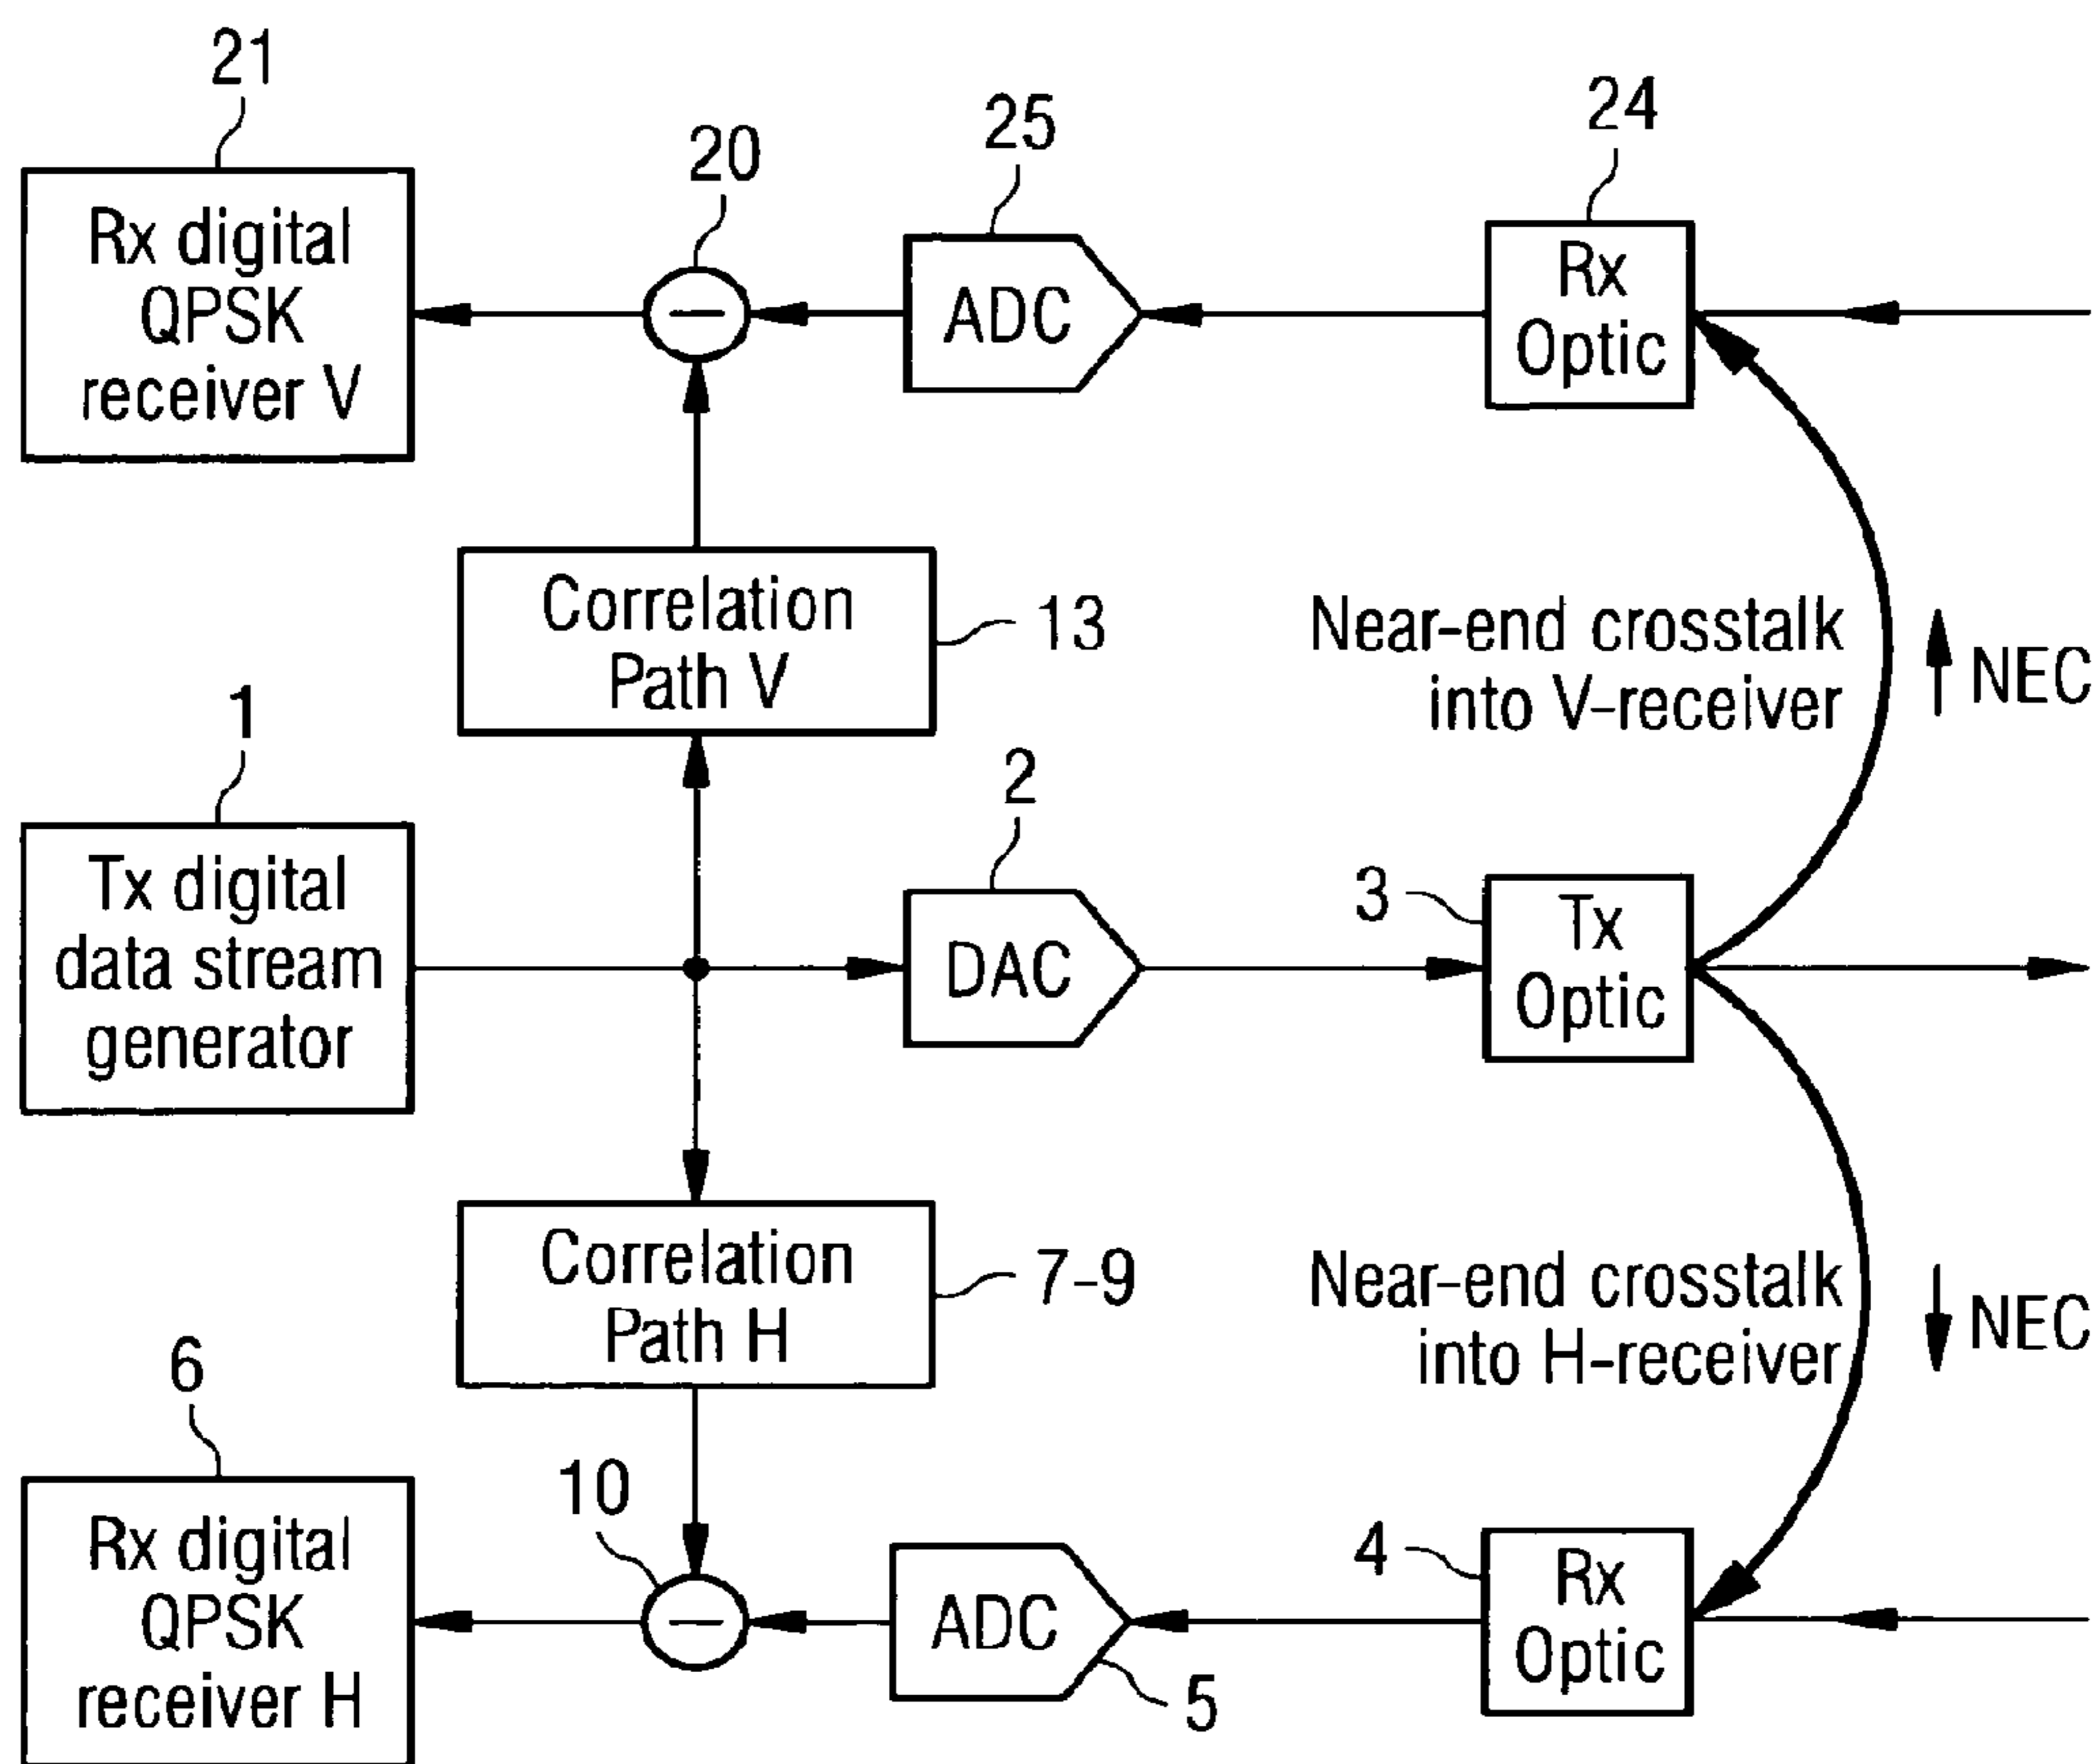 21
20
25
24
Rx digital
QPSK
receiver V
−
ADC
Rx
Optic
Correlation
Path V
13
Near-end crosstalk
into V-receiver
NEC
1
2
3
Tx digital
data stream
generator
DAC
Tx
Optic
Correlation
Path H
7-9
Near-end crosstalk
into H-receiver
NEC
6
10
4
5
Rx digital
QPSK
receiver H
−
ADC
Rx
Optic